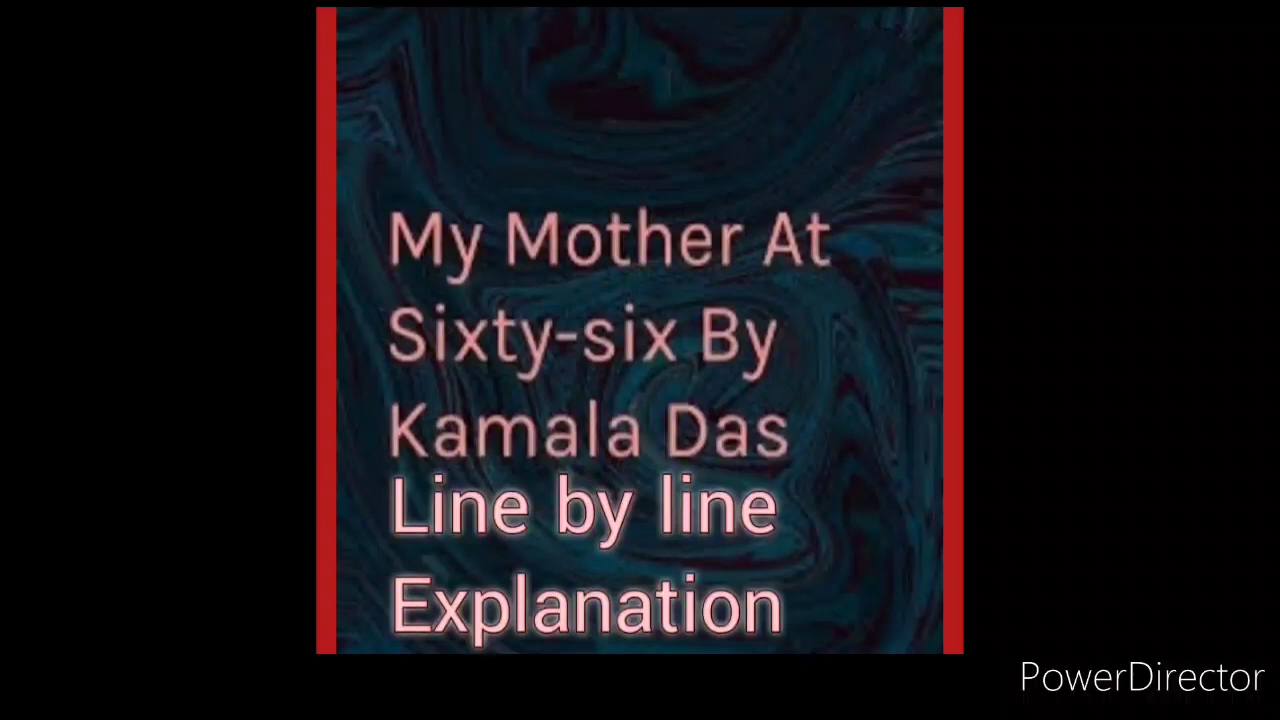 My Mother At
Sixty-six By
Kamala Das
Line by line
Explanation
PowerDirector